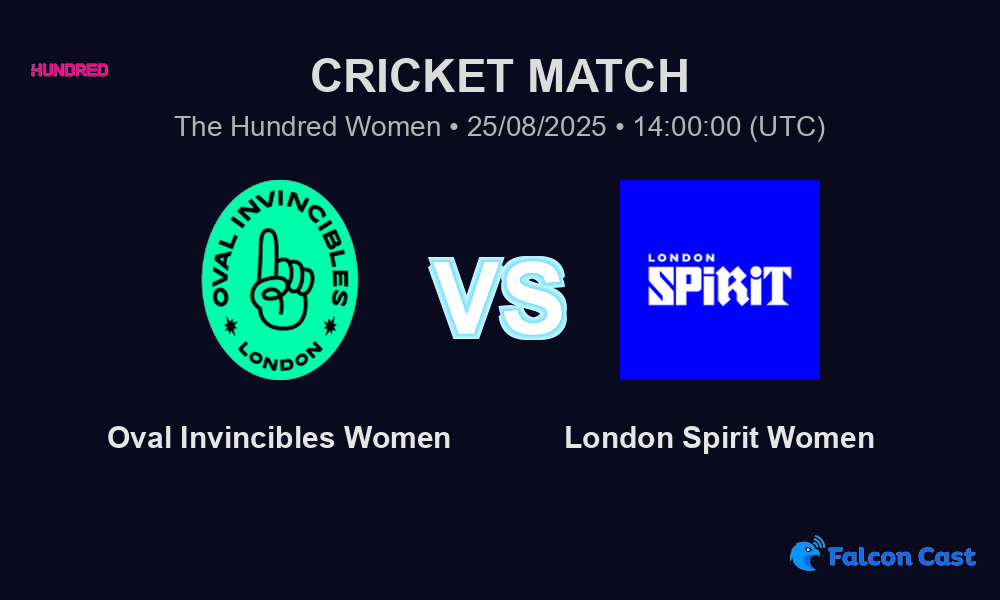 HUNDRED
CRICKET MATCH
The Hundred Women • 25/08/2025 • 14:00:00 (UTC)
OVAL INVINCIBLES
LONDON
VS
LONDON
SPiRiT
Oval Invincibles Women
London Spirit Women
Falcon Cast